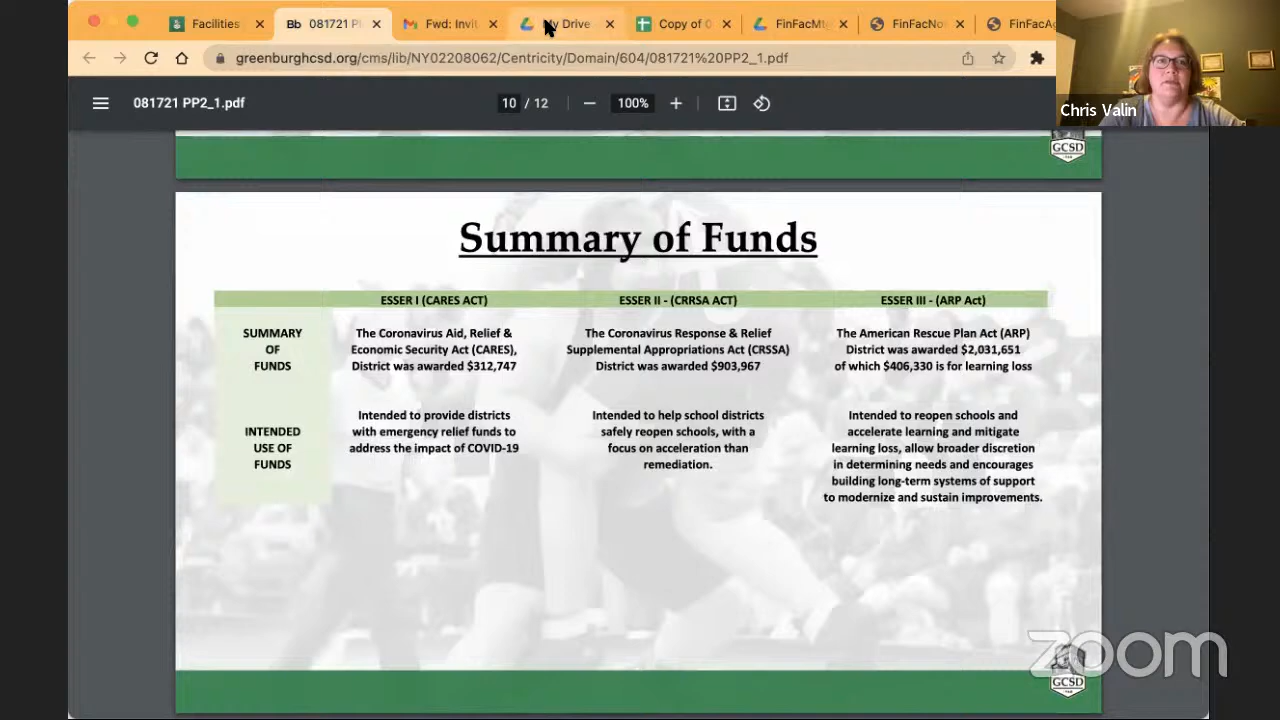 Facilities
Bb 081721 P
Fwd: Invit
My Drive
Copy of
FinFacMt
FinFacNo
FinFacA
greenburghcsd.org/cms/lib/NY02208062/Centricity/Domain/604/081721%20PP2_1.pdf
081721 PP2_1.pdf
10 / 12
100%
Chris Valin
GCSD
Summary of Funds
ESSER I (CARES ACT)
ESSER II - (CRRSA ACT)
ESSER III - (ARP Act)
SUMMARY
OF
FUNDS
The Coronavirus Aid, Relief &
Economic Security Act (CARES),
District was awarded $312,747
The Coronavirus Response & Relief
Supplemental Appropriations Act (CRSSA)
District was awarded $903,967
The American Rescue Plan Act (ARP)
District was awarded $2,031,651
of which $406,330 is for learning loss
INTENDED
USE OF
FUNDS
Intended to provide districts
with emergency relief funds to
address the impact of COVID-19
Intended to help school districts
safely reopen schools, with a
focus on acceleration than
remediation.
Intended to reopen schools and
accelerate learning and mitigate
learning loss, allow broader discretion
in determining needs and encourages
building long-term systems of support
to modernize and sustain improvements.
zoom
GCSD